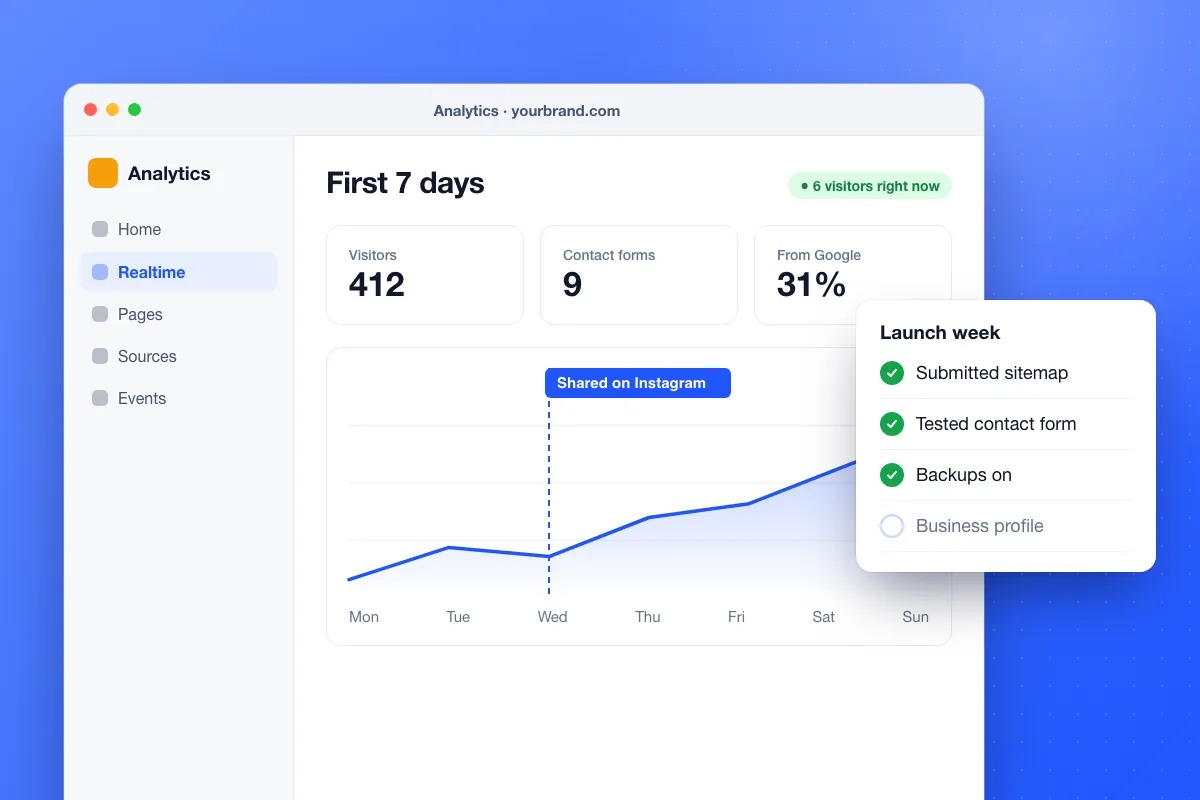 Analytics · yourbrand.com
Analytics
Home
Realtime
Pages
Sources
Events
First 7 days
• 6 visitors right now
Visitors
412
Contact forms
9
From Google
31%
Shared on Instagram
Mon Tue Wed Thu Fri Sat Sun
Launch week
Submitted sitemap
Tested contact form
Backups on
Business profile